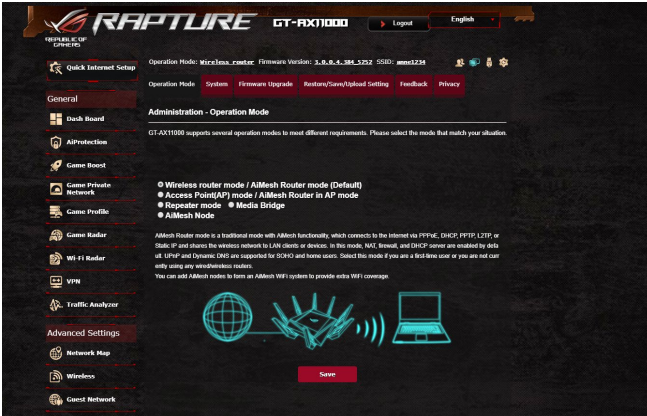 RAPTURE GT-AX11000 Logout English
REPUBLIC OF
GAMERS
Operation Mode: Wireless router Firmware Version: 3.0.0.4.384_5252 SSID: anne1234
Quick Internet Setup
Operation Mode System Firmware Upgrade Restore/Save/Upload Setting Feedback Privacy
General
Administration - Operation Mode
Dash Board
GT-AX11000 supports several operation modes to meet different requirements. Please select the mode that match your situation.
AiProtection
Game Boost
Game Private
Network
Game Profile
Game Radar
Wi-Fi Radar
VPN
Traffic Analyzer
Wireless router mode / AiMesh Router mode (Default)
Access Point(AP) mode / AiMesh Router in AP mode
Repeater mode Media Bridge
AiMesh Node
AiMesh Router mode is a traditional mode with AiMesh functionality, which connects to the Internet via PPPoE, DHCP, PPTP, L2TP, or
Static IP and shares the wireless network to LAN clients or devices. In this mode, NAT, firewall, and DHCP server are enabled by defa
ult. UPnP and Dynamic DNS are supported for SOHO and home users. Select this mode if you are a first-time user or you are not curr
ently using any wired/wireless routers.
You can add AiMesh nodes to form an AiMesh WiFi system to provide extra WiFi coverage.
Advanced Settings
Network Map
Wireless
Guest Network
Save